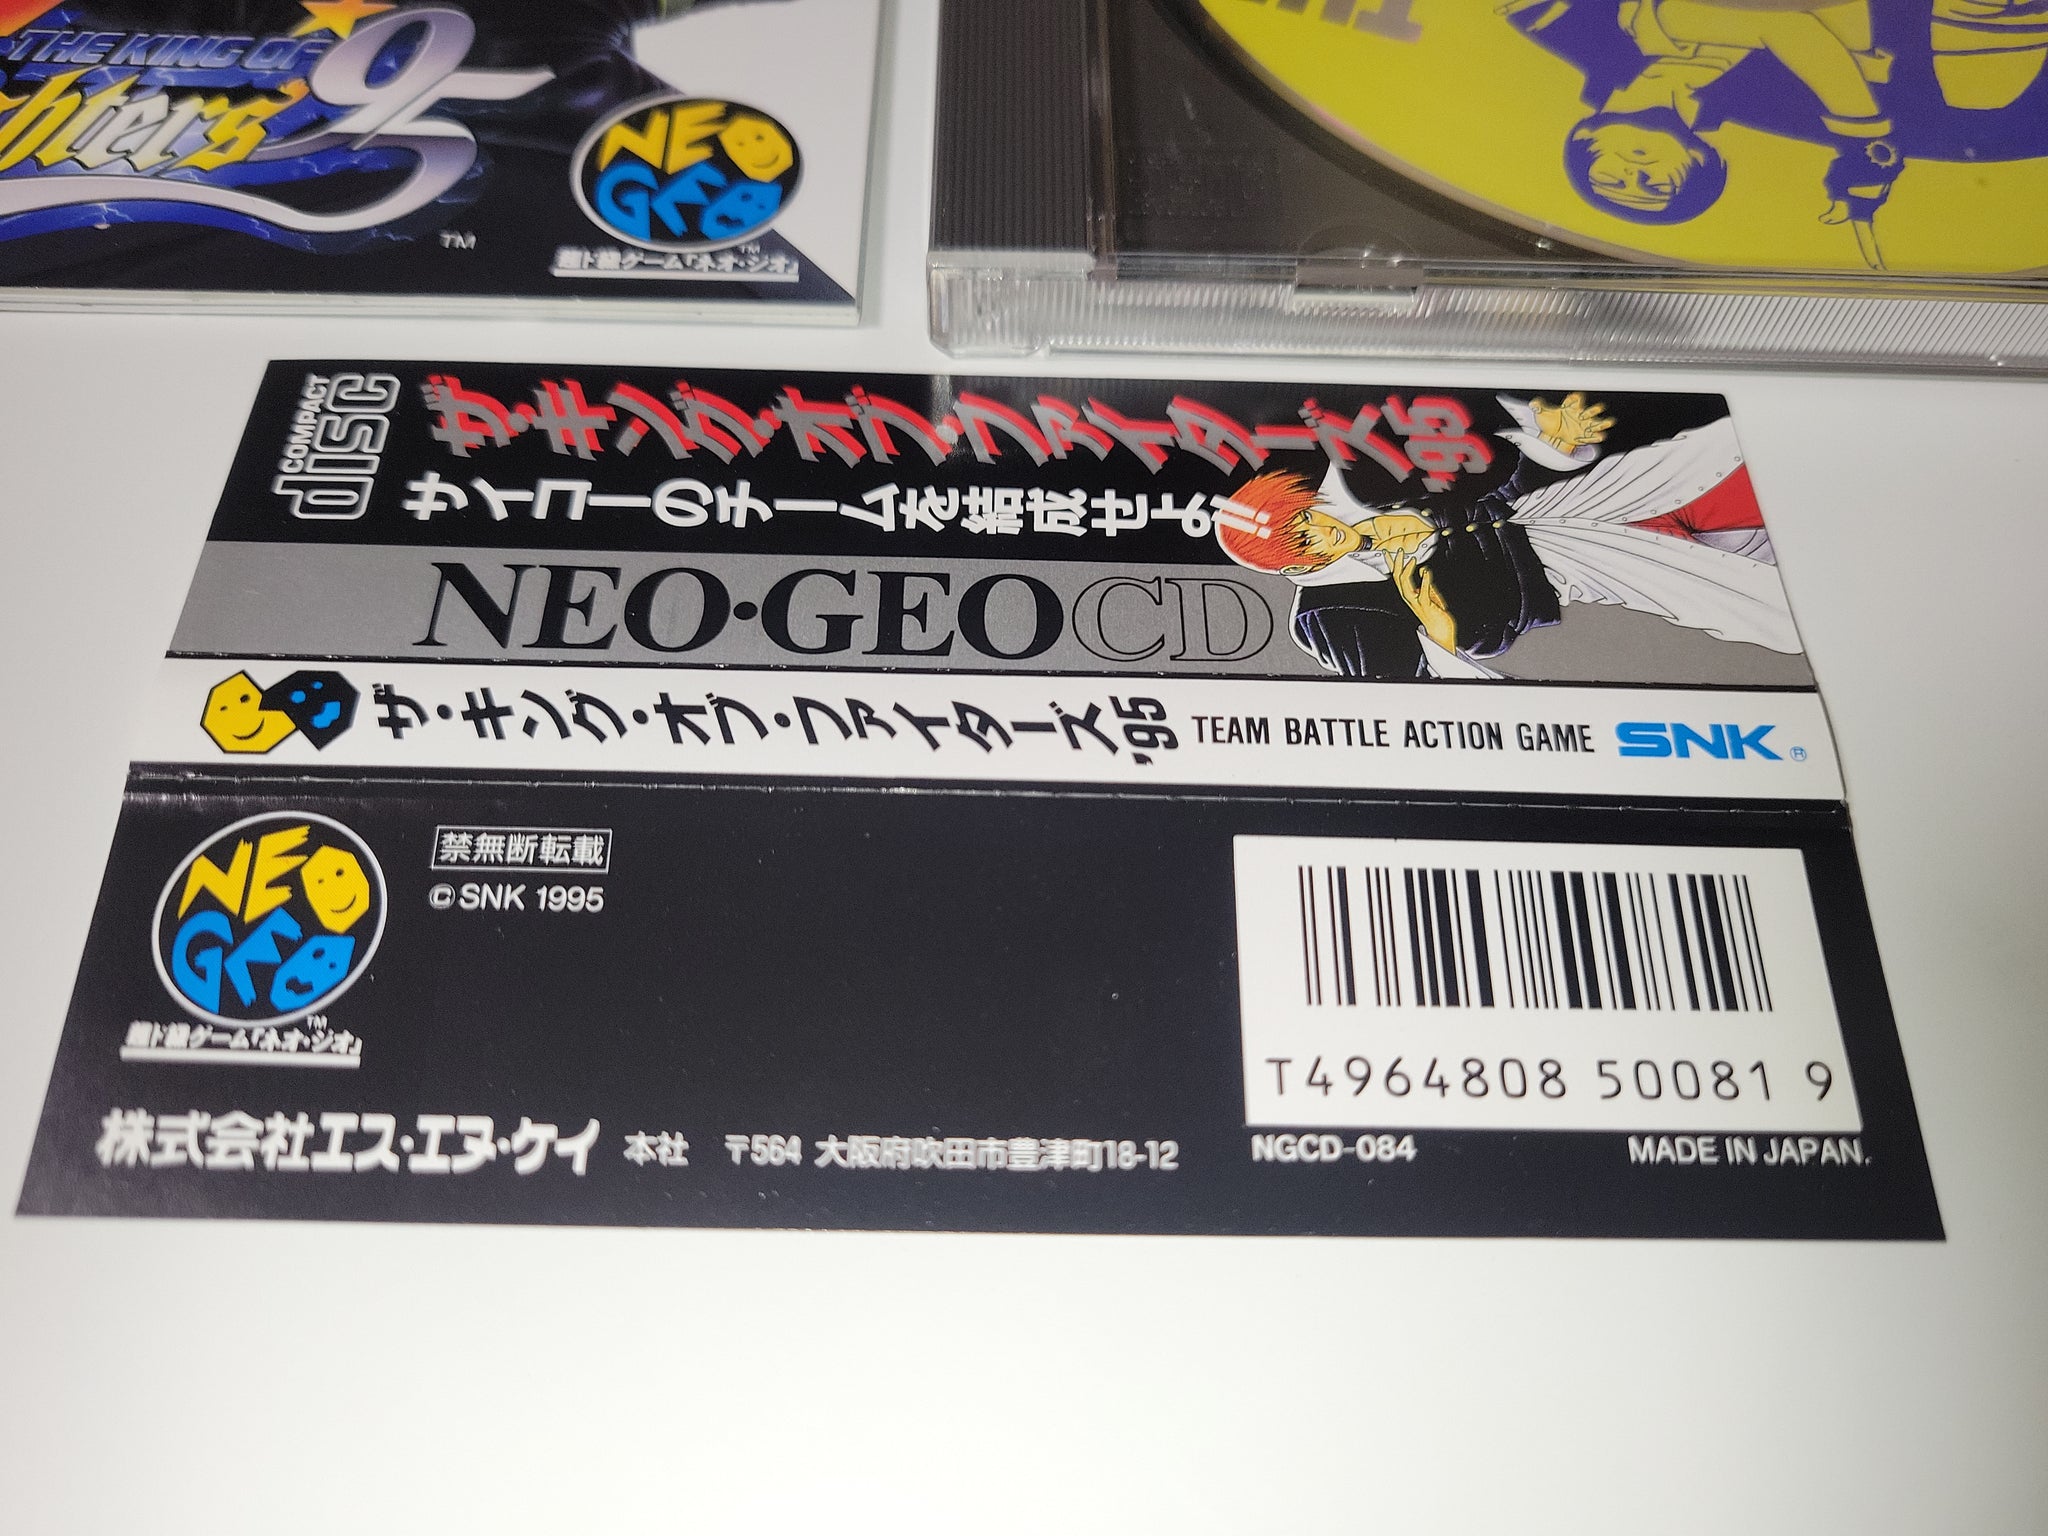 THE KING OF
'95
TM
NEO
GEO
TM
超ド級ゲーム「ネオ・ジオ」
COMPACT
disc
ザ・キング・オブ・ファイターズ'95
サイコーのチームを結成せよ!!
NEO・GEO CD
ザ・キング・オブ・ファイターズ'95 TEAM BATTLE ACTION GAME SNK®
NEO
GEO
TM
超ド級ゲーム「ネオ・ジオ」
禁無断転載
©SNK 1995
T4964808 50081 9
NGCD-084
MADE IN JAPAN.
株式会社エス・エヌ・ケイ 本社 〒564 大阪府吹田市豊津町18-12